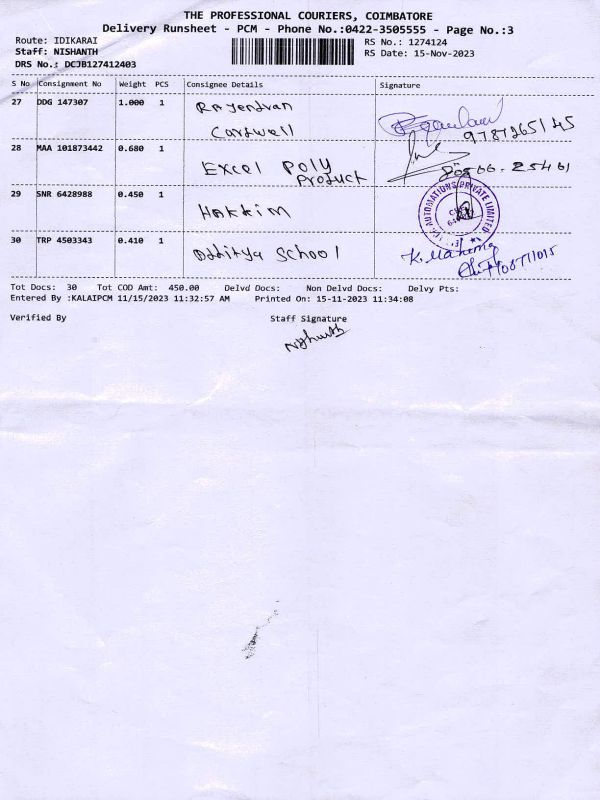 THE PROFESSIONAL COURIERS, COIMBATORE
Delivery Runsheet - PCM - Phone No.:0422-3505555 - Page No.:3
Route: IDIKARAI
Staff: NISHANTH
DRS No.: DCJB127412403
RS No.: 1274124
RS Date: 15-Nov-2023
S No Consignment No Weight PCS Consignee Details Signature
27 DDG 147307 1.000 1 Rajendran
Cardwell
9787265145
28 MAA 101873442 0.680 1 Excel Poly
Product
29 SNR 6428988 0.450 1 Hakkim
AUTOMATIONS PRIVATE LIMITED
30 TRP 4503343 0.410 1 School
K. Mahima
Tot Docs: 30 Tot COD Amt: 450.00 Delvd Docs: Non Delvd Docs: Delvy Pts:
Entered By :KALAIPCM 11/15/2023 11:32:57 AM Printed On: 15-11-2023 11:34:08
Verified By Staff Signature